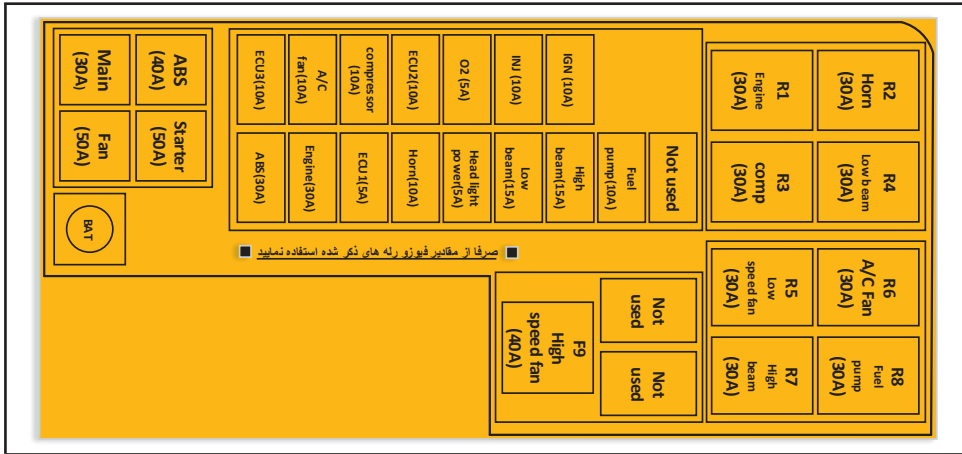 Main
(30A)
ABS
(40A)
Fan
(50A)
Starter
(50A)
BAT
ECU3(10A)
A/C
fan(10A)
compressor
(10A)
ECU2(10A)
O2 (5A)
INJ (10A)
IGN (10A)
ABS(30A)
Engine(30A)
ECU1(5A)
Horn(10A)
Head light
power(5A)
Low
beam(15A)
High
beam(15A)
Fuel
pump(10A)
Not used
R1
Engine
(30A)
R2
Horn
(30A)
R3
comp
(30A)
R4
Low beam
(30A)
صرفا از مقادیر فیوزو رله های ذکر شده استفاده نمایید
F9
High
speed fan
(40A)
Not
used
Not
used
R5
Low
speed fan
(30A)
R6
A/C Fan
(30A)
R7
High
beam
(30A)
R8
Fuel
pump
(30A)